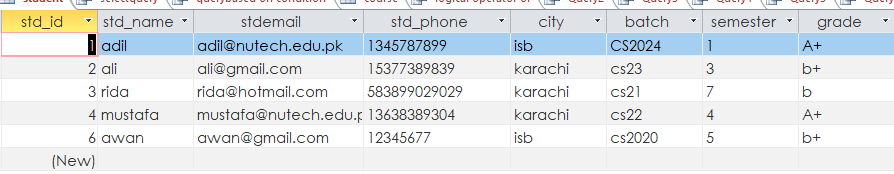 std_id std_name stdemail std_phone city batch semester grade
1 adil adil@nutech.edu.pk 1345787899 isb CS2024 1 A+
2 ali ali@gmail.com 15377389839 karachi cs23 3 b+
3 rida rida@hotmail.com 583899029029 karachi cs21 7 b
4 mustafa mustafa@nutech.edu.p 13638389304 karachi cs22 4 A+
6 awan awan@gmail.com 12345677 isb cs2020 5 b+
(New)